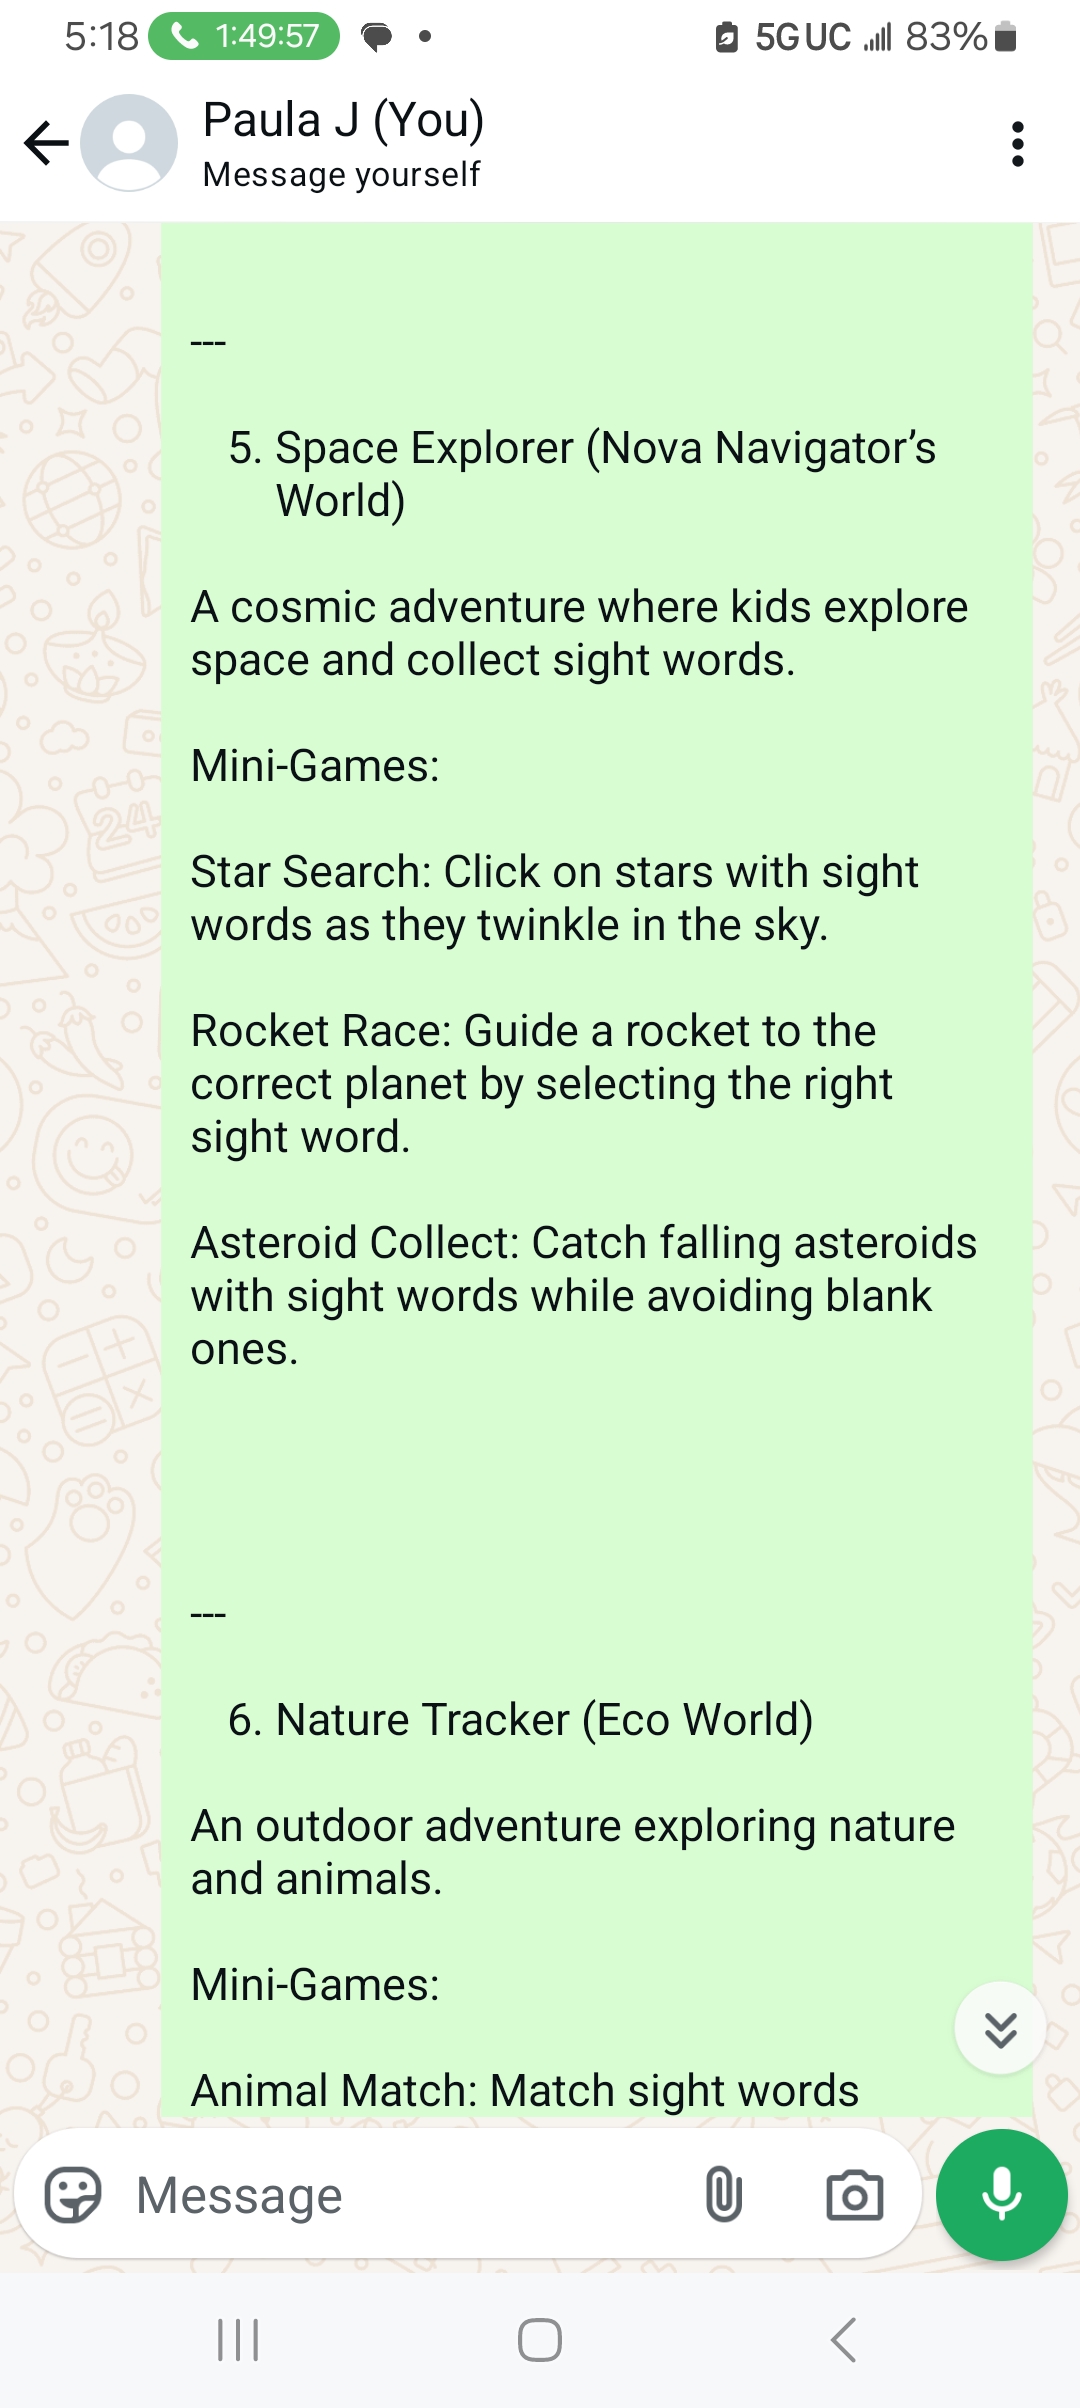 5:18 1:49:57 5G UC 83%
Paula J (You)
Message yourself
---
5. Space Explorer (Nova Navigator’s
World)
A cosmic adventure where kids explore
space and collect sight words.
Mini-Games:
Star Search: Click on stars with sight
words as they twinkle in the sky.
Rocket Race: Guide a rocket to the
correct planet by selecting the right
sight word.
Asteroid Collect: Catch falling asteroids
with sight words while avoiding blank
ones.
---
6. Nature Tracker (Eco World)
An outdoor adventure exploring nature
and animals.
Mini-Games:
Animal Match: Match sight words
Message